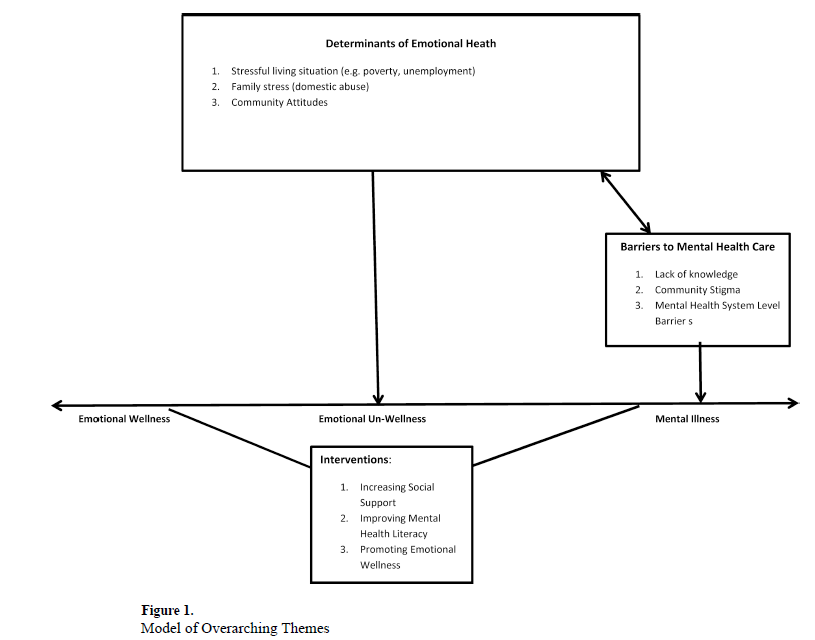 Determinants of Emotional Heath
1. Stressful living situation (e.g. poverty, unemployment)
2. Family stress (domestic abuse)
3. Community Attitudes
Barriers to Mental Health Care
1. Lack of knowledge
2. Community Stigma
3. Mental Health System Level
Barrier s
Emotional Wellness
Emotional Un-Wellness
Mental Illness
Interventions:
1. Increasing Social
Support
2. Improving Mental
Health Literacy
3. Promoting Emotional
Wellness
Figure 1.
Model of Overarching Themes